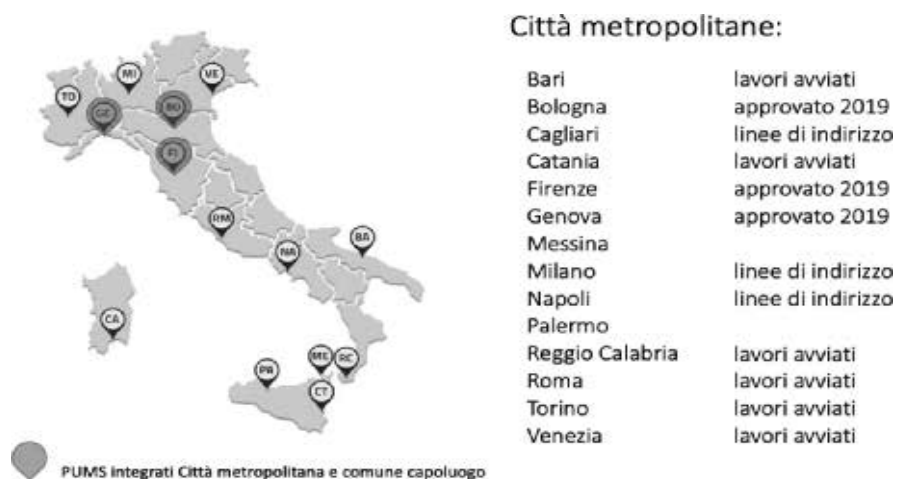 Città metropolitane:
Bari lavori avviati
Bologna approvato 2019
Cagliari linee di indirizzo
Catania lavori avviati
Firenze approvato 2019
Genova approvato 2019
Messina
Milano linee di indirizzo
Napoli linee di indirizzo
Palermo
Reggio Calabria lavori avviati
Roma lavori avviati
Torino lavori avviati
Venezia lavori avviati
MI
VE
TO
GE
BO
FI
RM
BA
NA
CA
ME
RC
PA
CT
PUMS integrati Città metropolitana e comune capoluogo